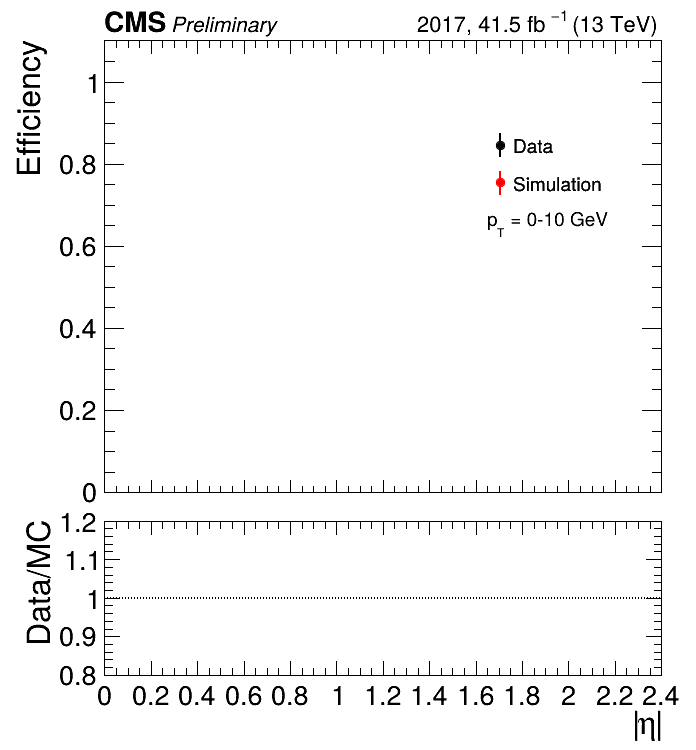 CMS Preliminary 2017, 41.5 fb⁻¹ (13 TeV)
Efficiency
1
0.8
0.6
0.4
0.2
0
Data
Simulation
p_T = 0-10 GeV
Data/MC
1.2
1.1
1
0.9
0.8
0 0.2 0.4 0.6 0.8 1 1.2 1.4 1.6 1.8 2 2.2 2.4
|η|